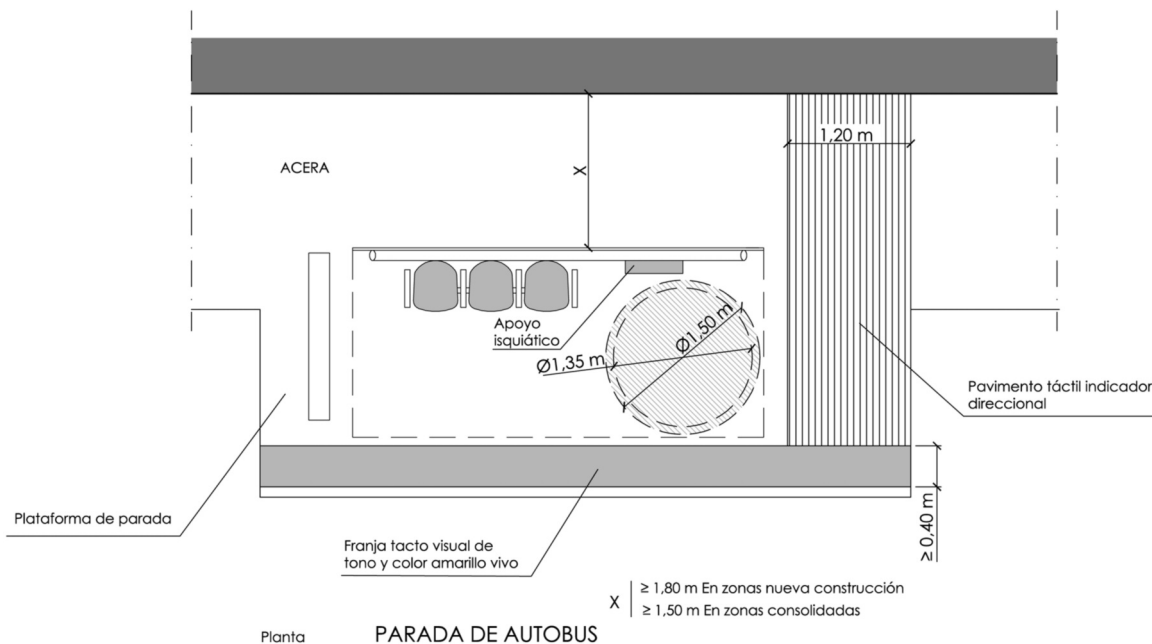 1,20 m
ACERA
X
Apoyo
isquiático
Ø1,50 m
Ø1,35 m
Pavimento táctil indicador
direccional
Plataforma de parada
Franja tacto visual de
tono y color amarillo vivo
≥ 0,40 m
X
≥ 1,80 m En zonas nueva construcción
≥ 1,50 m En zonas consolidadas
Planta PARADA DE AUTOBUS